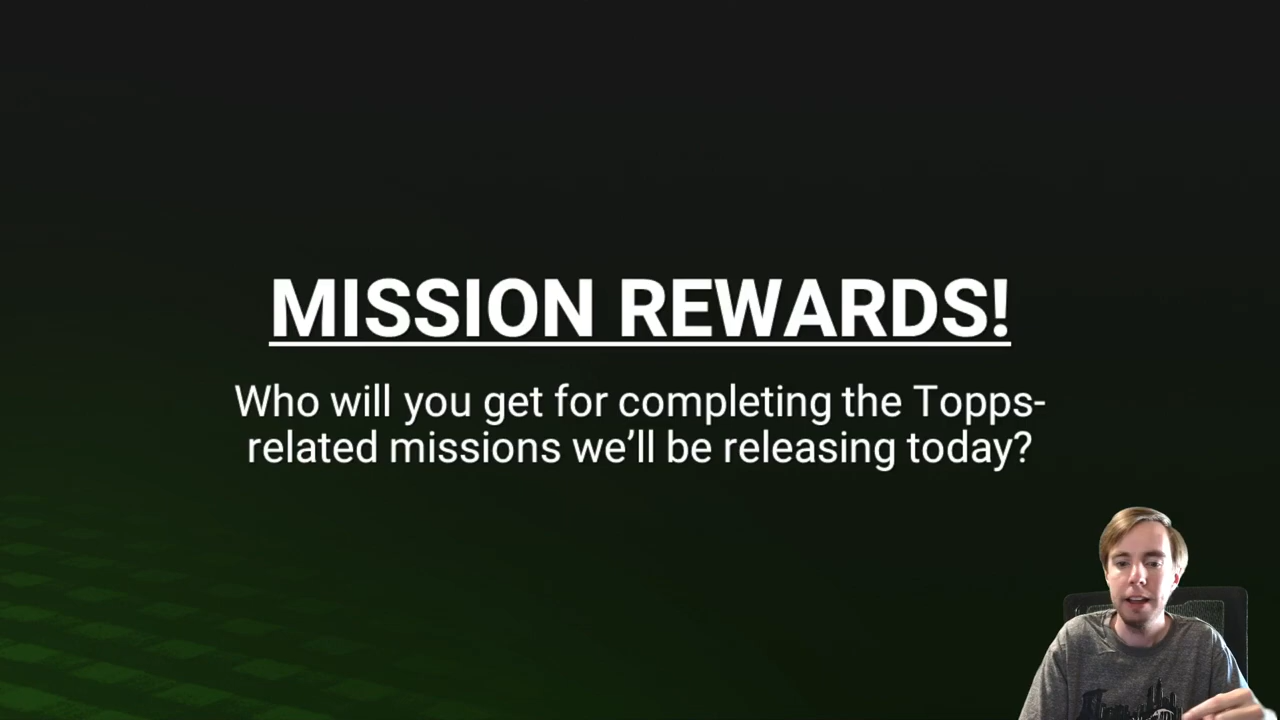 MISSION REWARDS!
Who will you get for completing the Topps-
related missions we’ll be releasing today?